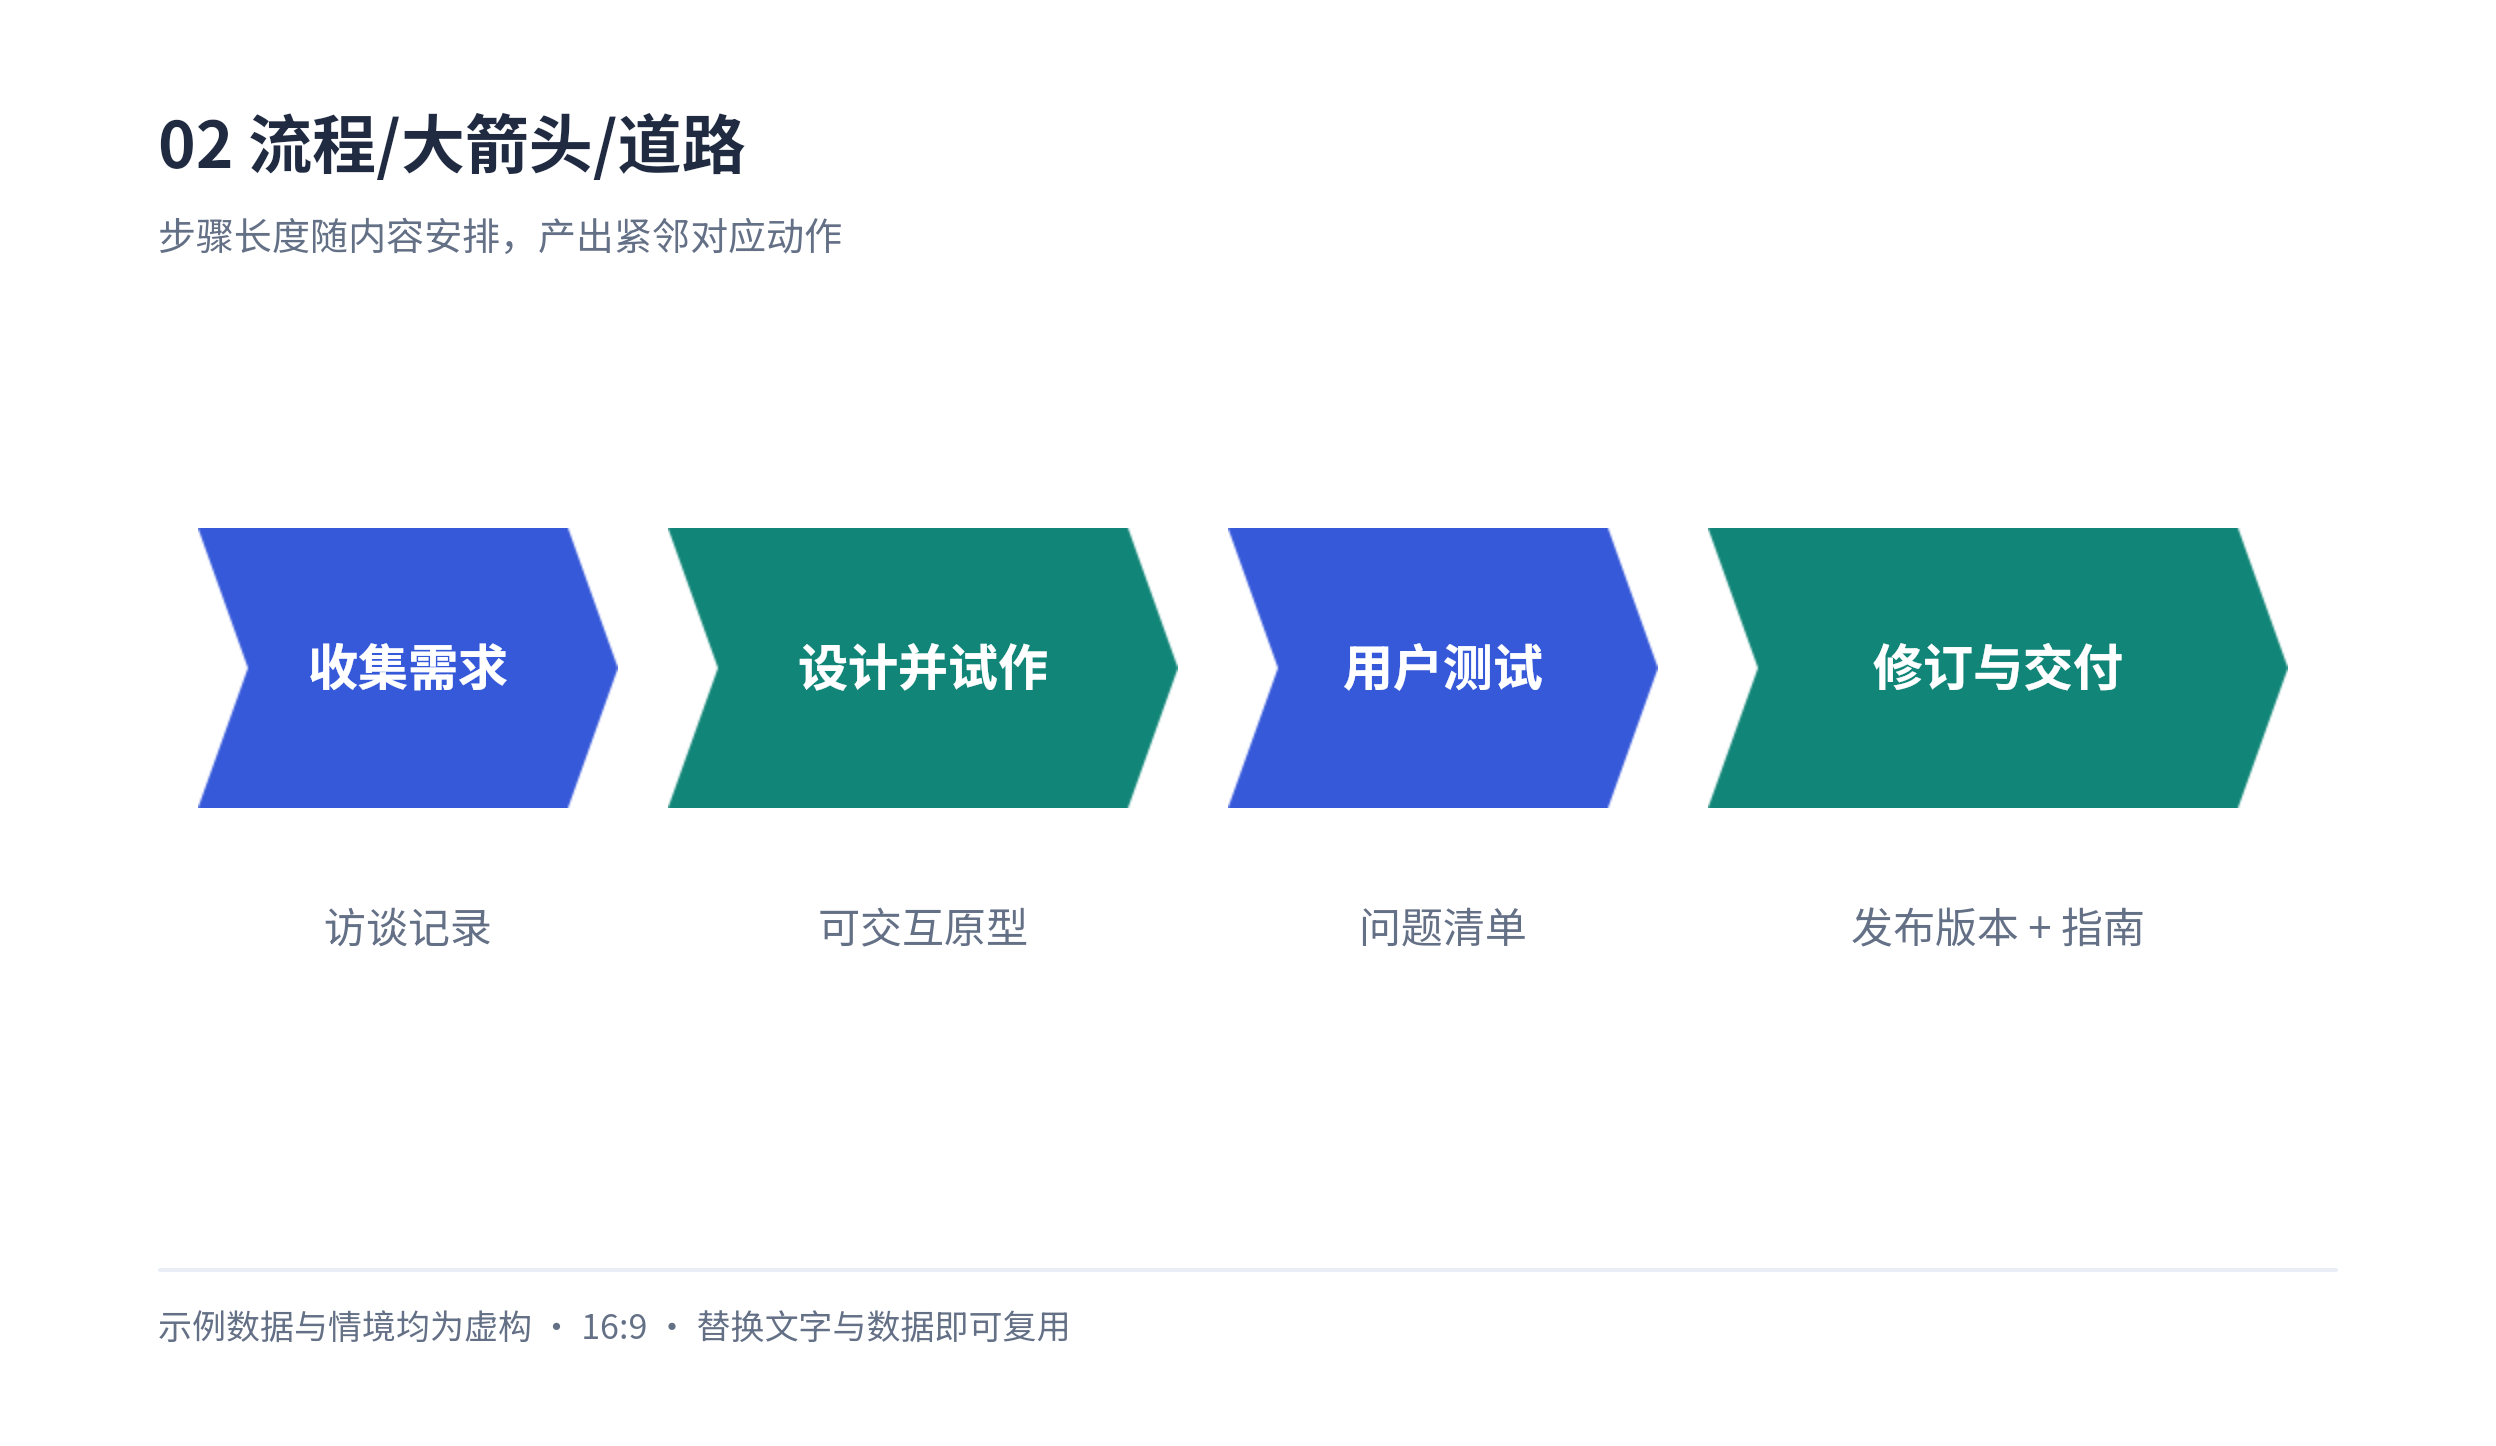 02 流程/大箭头/道路
步骤长度随内容安排，产出紧邻对应动作
收集需求
设计并试作
用户测试
修订与交付
访谈记录
可交互原型
问题清单
发布版本 + 指南
示例数据与情境均为虚构 • 16:9 • 替换文字与数据即可复用